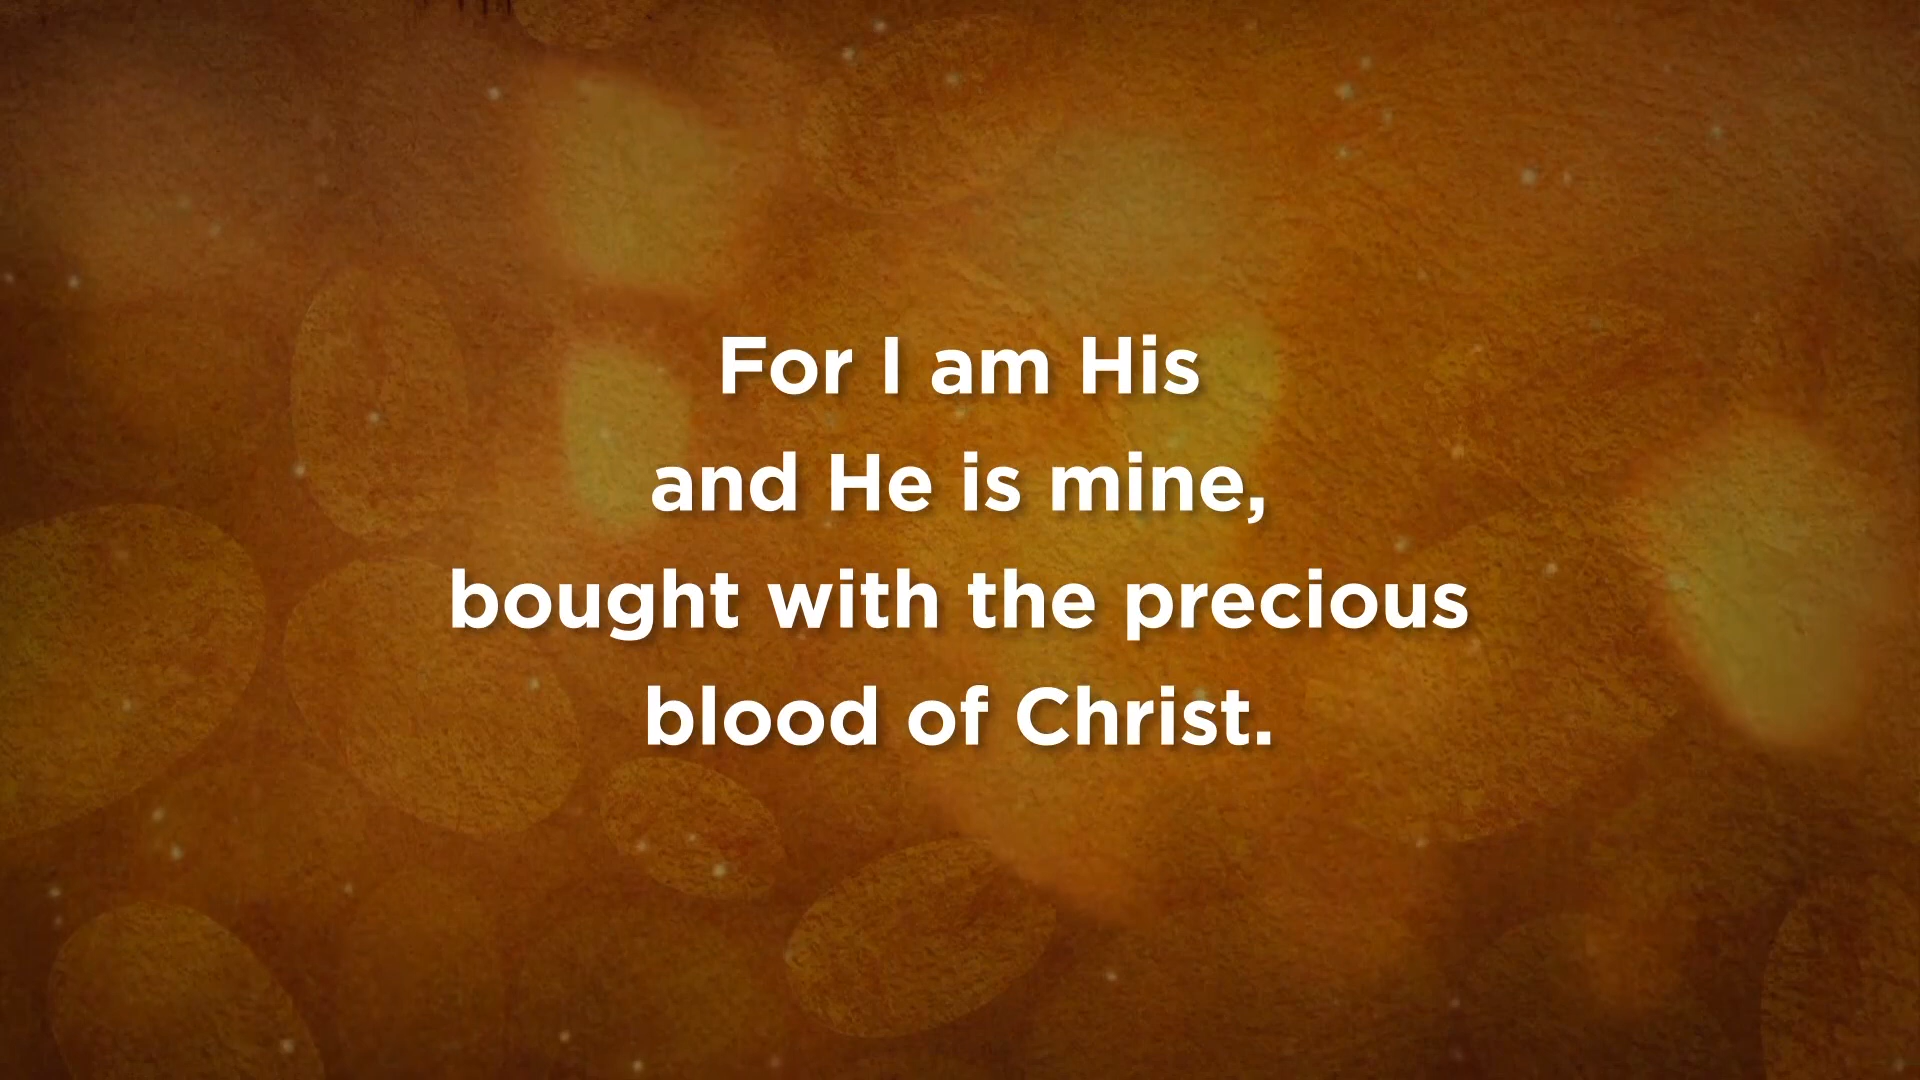 For I am His
and He is mine,
bought with the precious
blood of Christ.